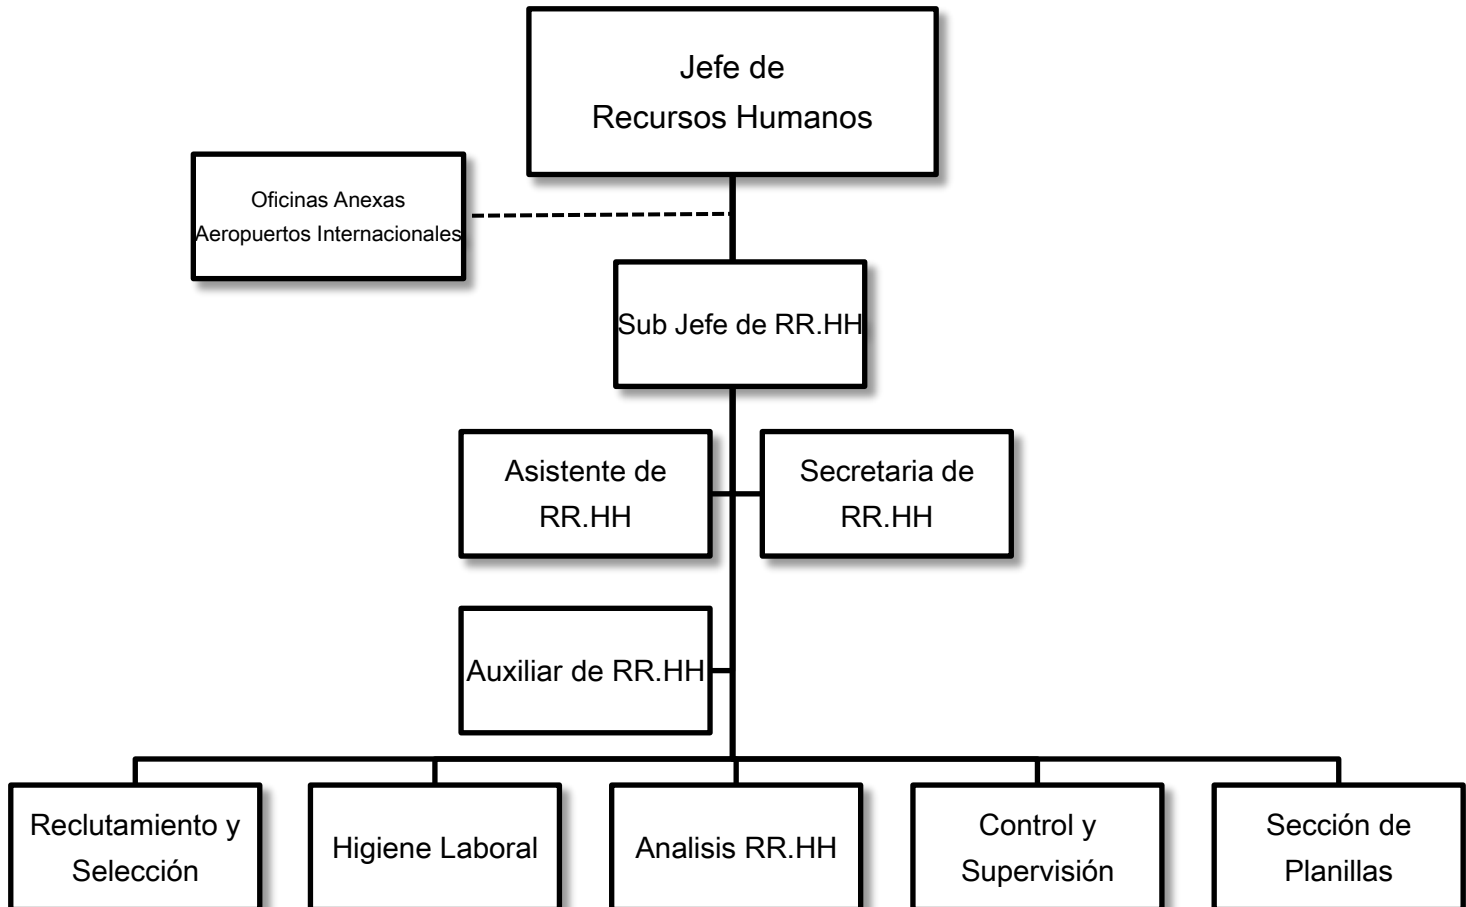 Jefe de
Recursos Humanos
Oficinas Anexas
Aeropuertos Internacionales
Sub Jefe de RR.HH
Asistente de
RR.HH
Secretaria de
RR.HH
Auxiliar de RR.HH
Reclutamiento y
Selección
Higiene Laboral
Analisis RR.HH
Control y
Supervisión
Sección de
Planillas